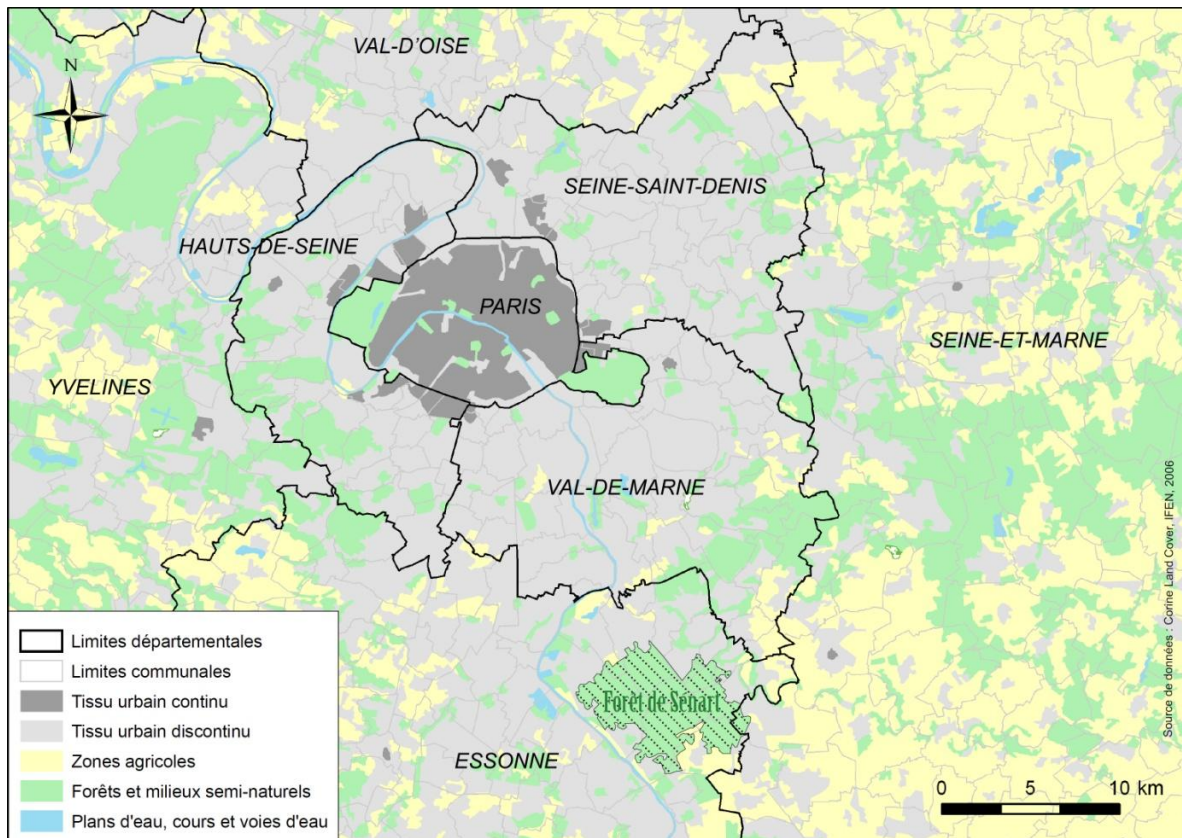 VAL-D'OISE
N
SEINE-SAINT-DENIS
HAUTS-DE-SEINE
PARIS
SEINE-ET-MARNE
YVELINES
VAL-DE-MARNE
Forêt de Sénart
ESSONNE
Limites départementales
Limites communales
Tissu urbain continu
Tissu urbain discontinu
Zones agricoles
Forêts et milieux semi-naturels
Plans d'eau, cours et voies d'eau
0 5 10 km
Source de données : Corine Land Cover, IFEN, 2006